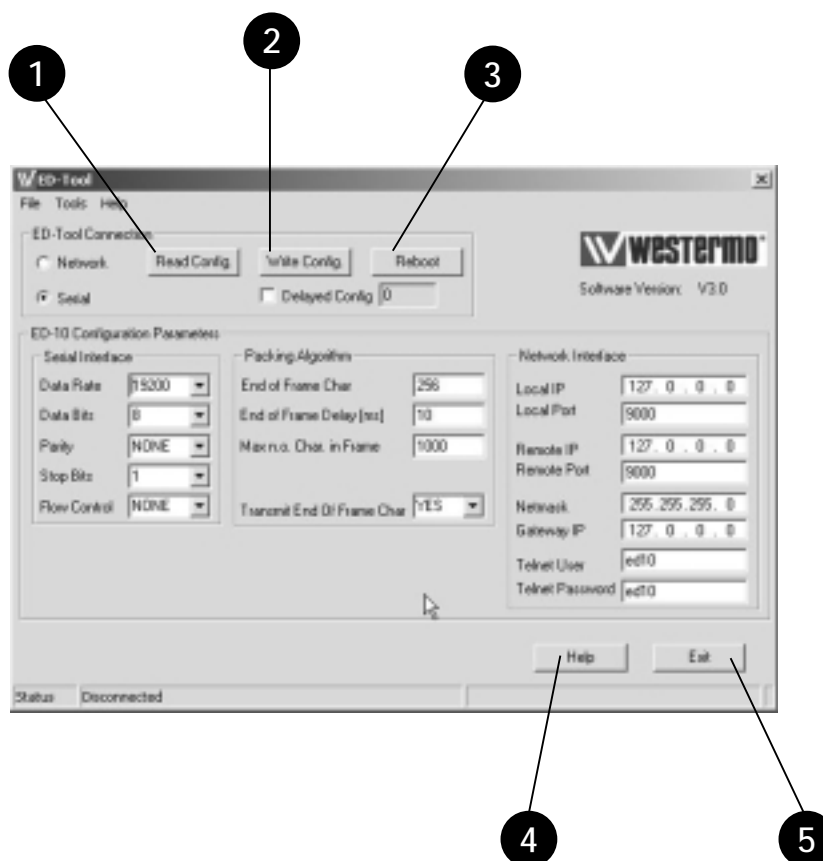 1
2
3
ED-Tool
File Tools Help
ED-Tool Connection
Network
Read Config.
Write Config.
Reboot
Serial
Delayed Config 0
Westermo
Software Version: V3.0
ED-10 Configuration Parameters
Serial Interface
Data Rate 19200
Data Bits 8
Parity NONE
Stop Bits 1
Flow Control NONE
Packing Algorithm
End of Frame Char 256
End of Frame Delay [ms] 10
Max n.o. Char. in Frame 1000
Transmit End Of Frame Char YES
Network Interface
Local IP 127. 0 . 0 . 0
Local Port 9000
Remote IP 127. 0 . 0 . 0
Remote Port 9000
Netmask 255.255.255. 0
Gateway IP 127. 0 . 0 . 0
Telnet User ed10
Telnet Password ed10
Help
Exit
Status Disconnected
4
5